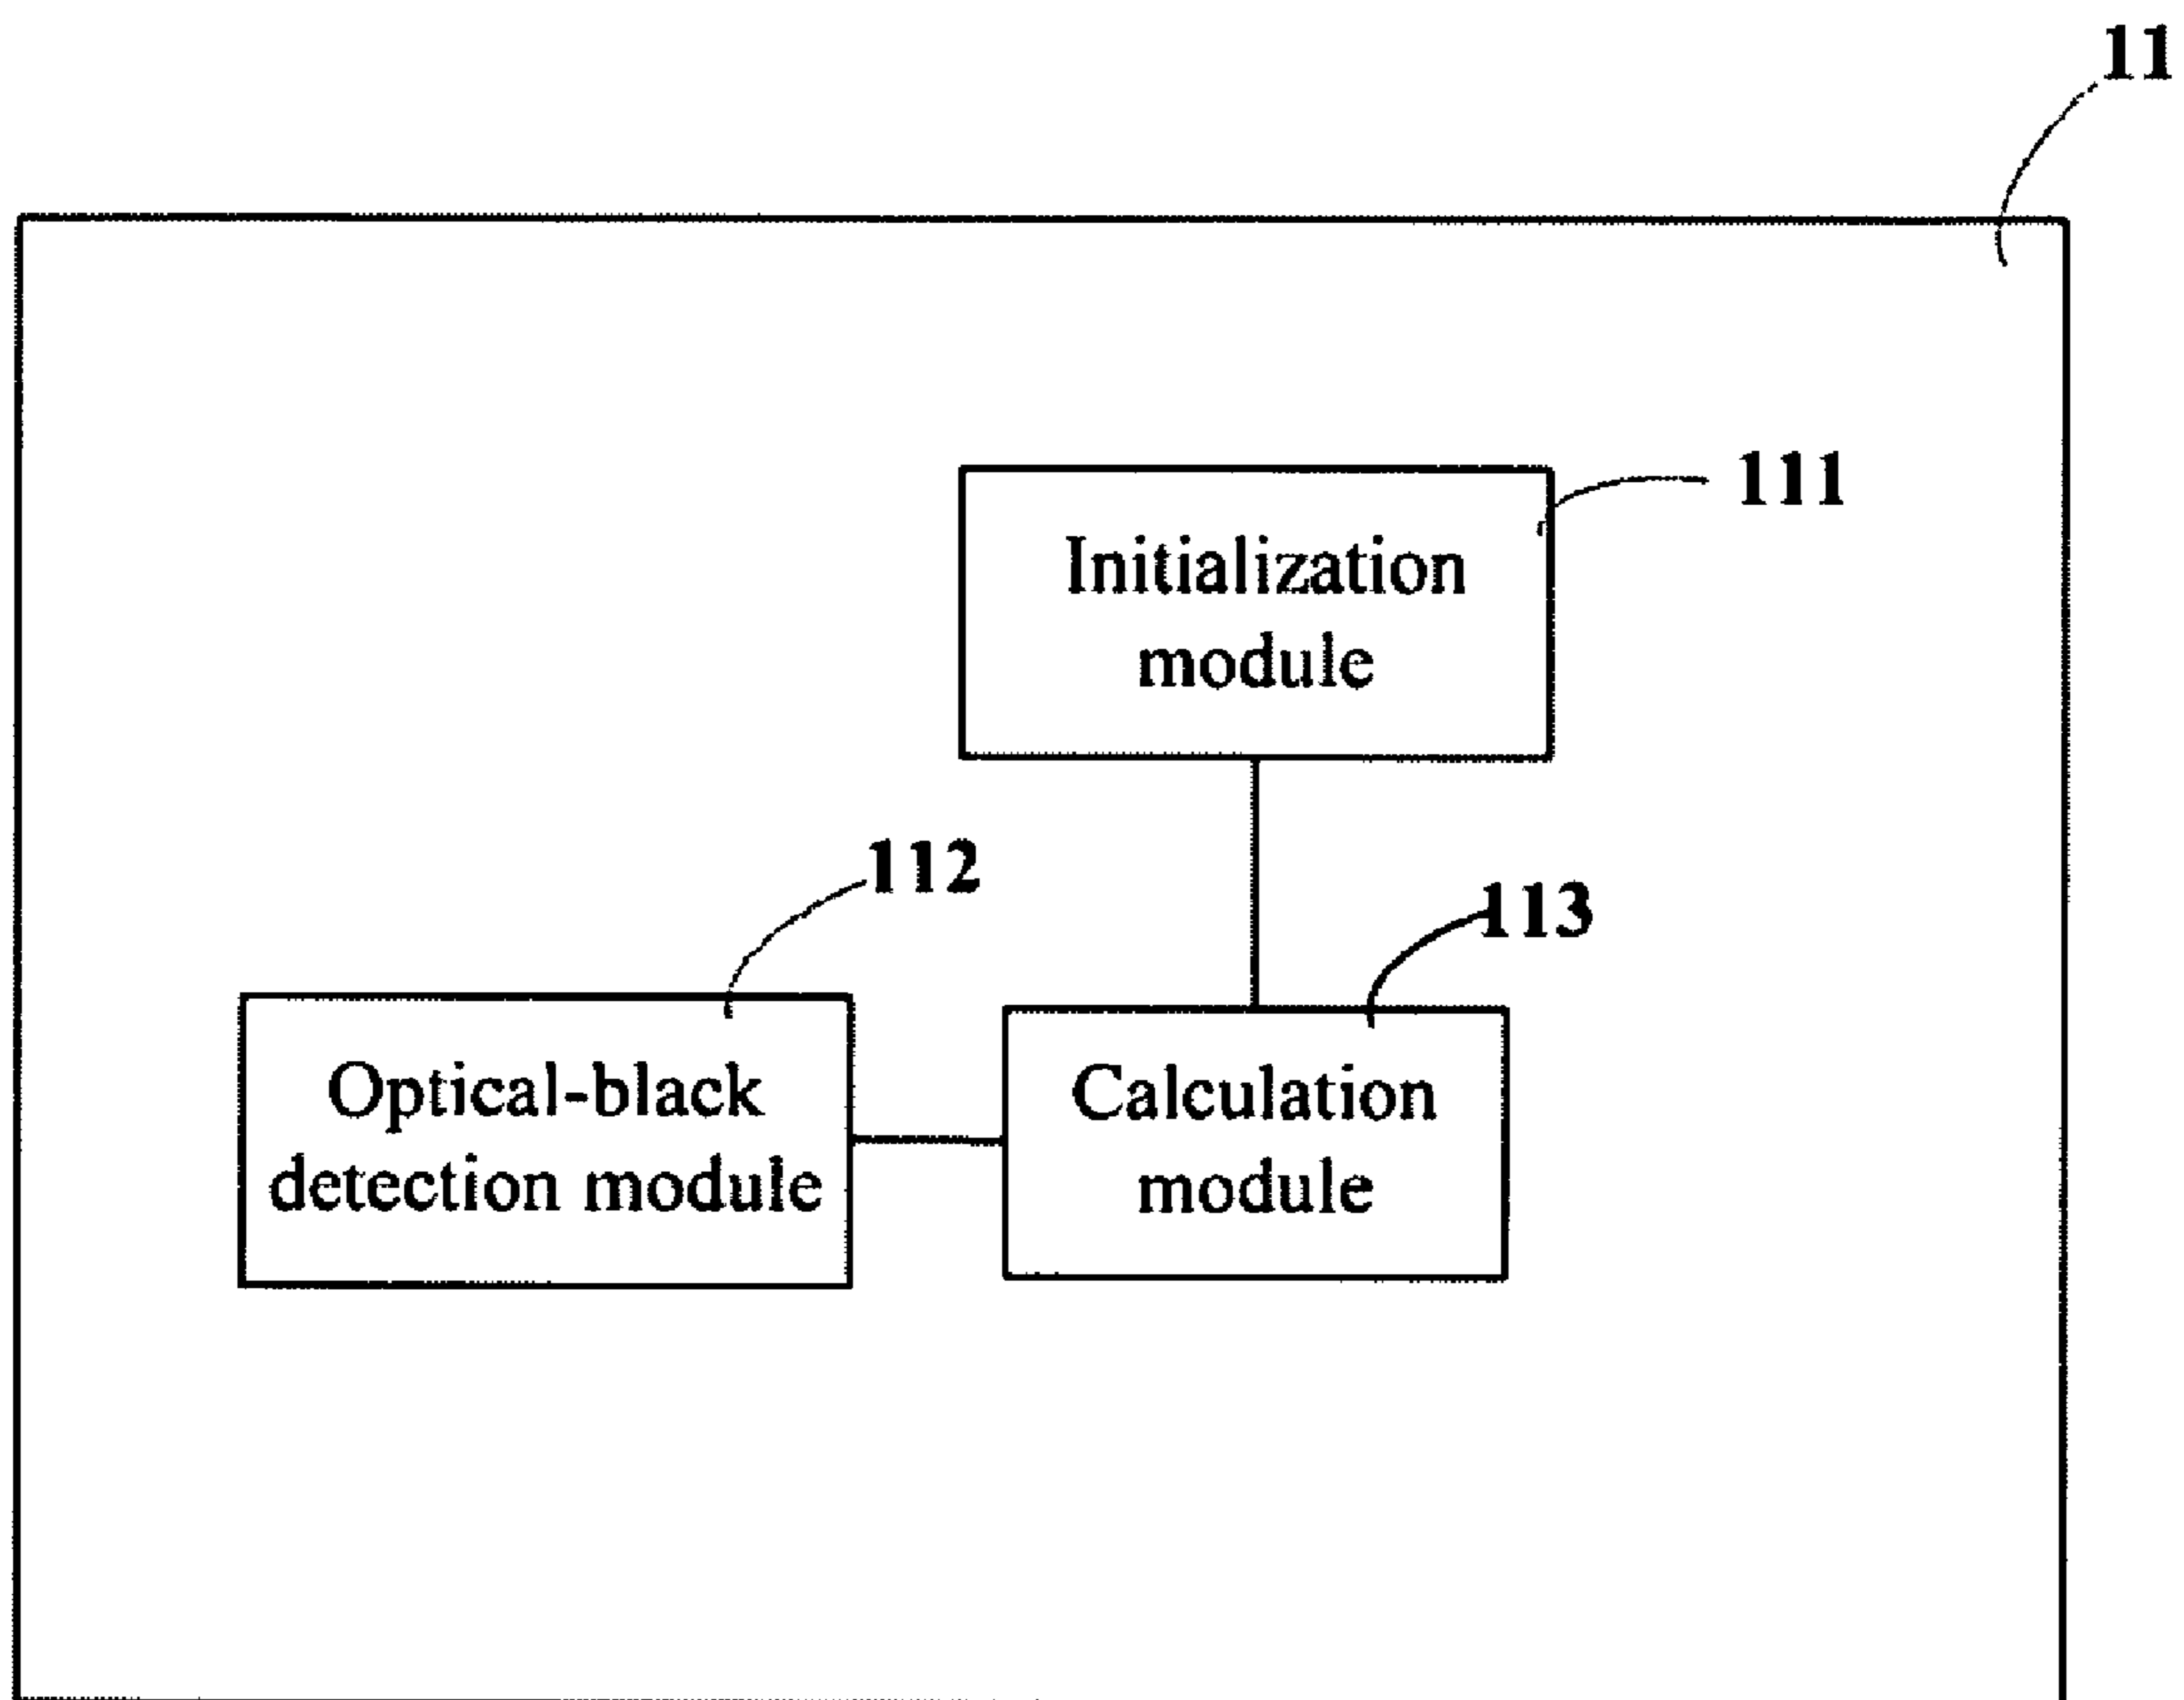 11
111
Initialization
module
112
113
Optical-black
detection module
Calculation
module